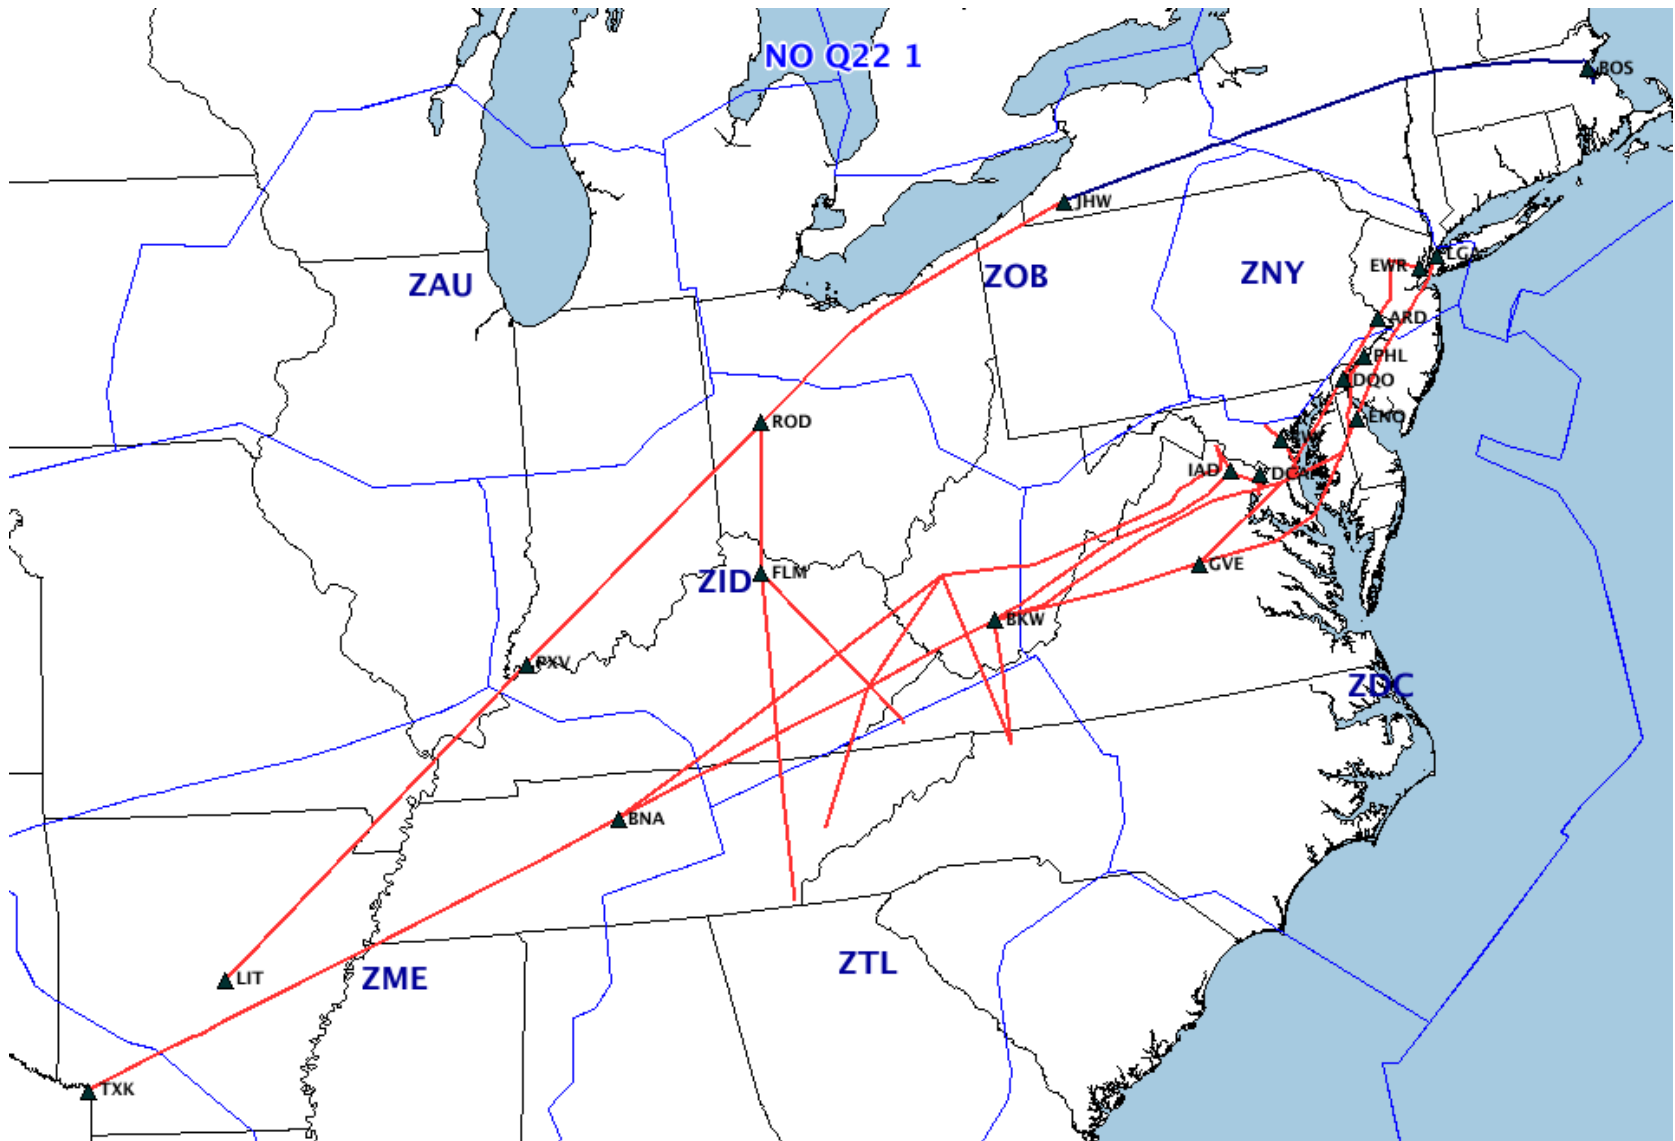 NO Q22 1
BOS
JHW
ZAU
ZOB
ZNY
LGA
EWR
ARD
PHL
DQO
ENO
ROD
IAD
DCA
ZID
FLM
GVE
BKW
PXV
ZDC
BNA
LIT
ZME
ZTL
TXK